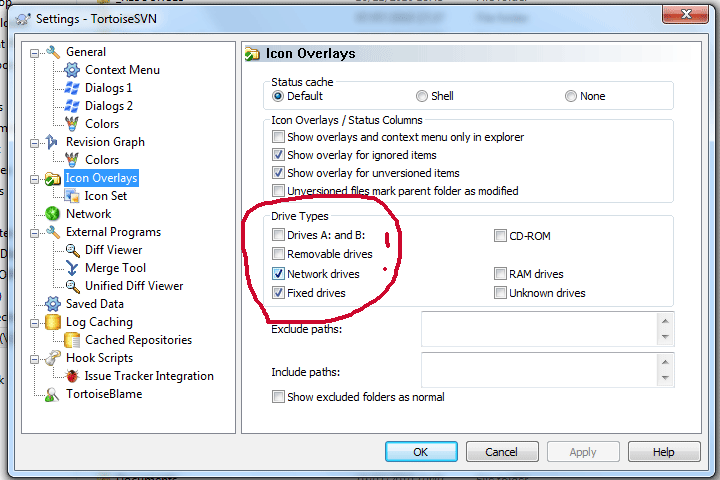 Settings - TortoiseSVN
General
Context Menu
Dialogs 1
Dialogs 2
Colors
Revision Graph
Colors
Icon Overlays
Icon Set
Network
External Programs
Diff Viewer
Merge Tool
Unified Diff Viewer
Saved Data
Log Caching
Cached Repositories
Hook Scripts
Issue Tracker Integration
TortoiseBlame
Icon Overlays
Status cache
Default Shell None
Icon Overlays / Status Columns
Show overlays and context menu only in explorer
Show overlay for ignored items
Show overlay for unversioned items
Unversioned files mark parent folder as modified
Drive Types
Drives A: and B: CD-ROM
Removable drives
Network drives RAM drives
Fixed drives Unknown drives
!
Exclude paths:
Include paths:
Show excluded folders as normal
OK Cancel Apply Help